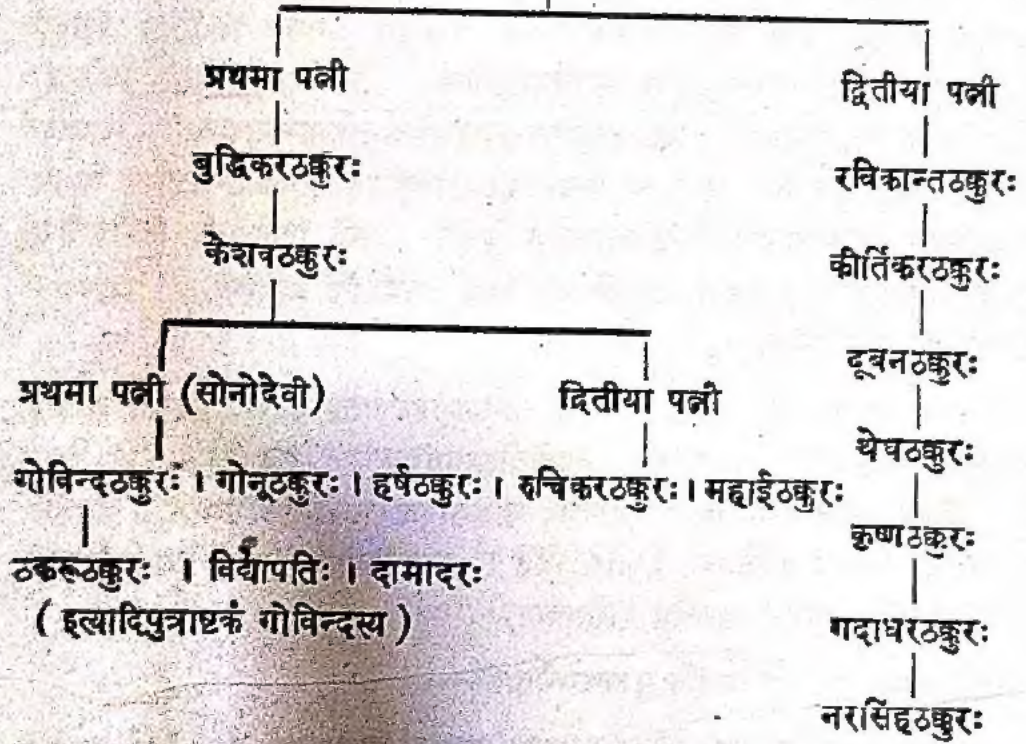 प्रथमा पत्नी
द्वितीया पत्नी
बुद्धिकरठक्कुरः
रविकान्तठक्कुरः
केशवठक्कुरः
कीर्तिकरठक्कुरः
दूबनठक्कुरः
प्रथमा पत्नी (सोनोदेवी)
द्वितीया पत्नी
थेघठक्कुरः
गोविन्दठक्कुरः । गोनूठक्कुरः । हर्षठक्कुरः । रुचिकरठक्कुरः । महाईठक्कुरः
कृष्णठक्कुरः
ठकरूठक्कुरः । विद्यापतिः । दामादरः
( इत्यादिपुत्राष्टकं गोविन्दस्य )
गदाधरठक्कुरः
नरसिंहठक्कुरः